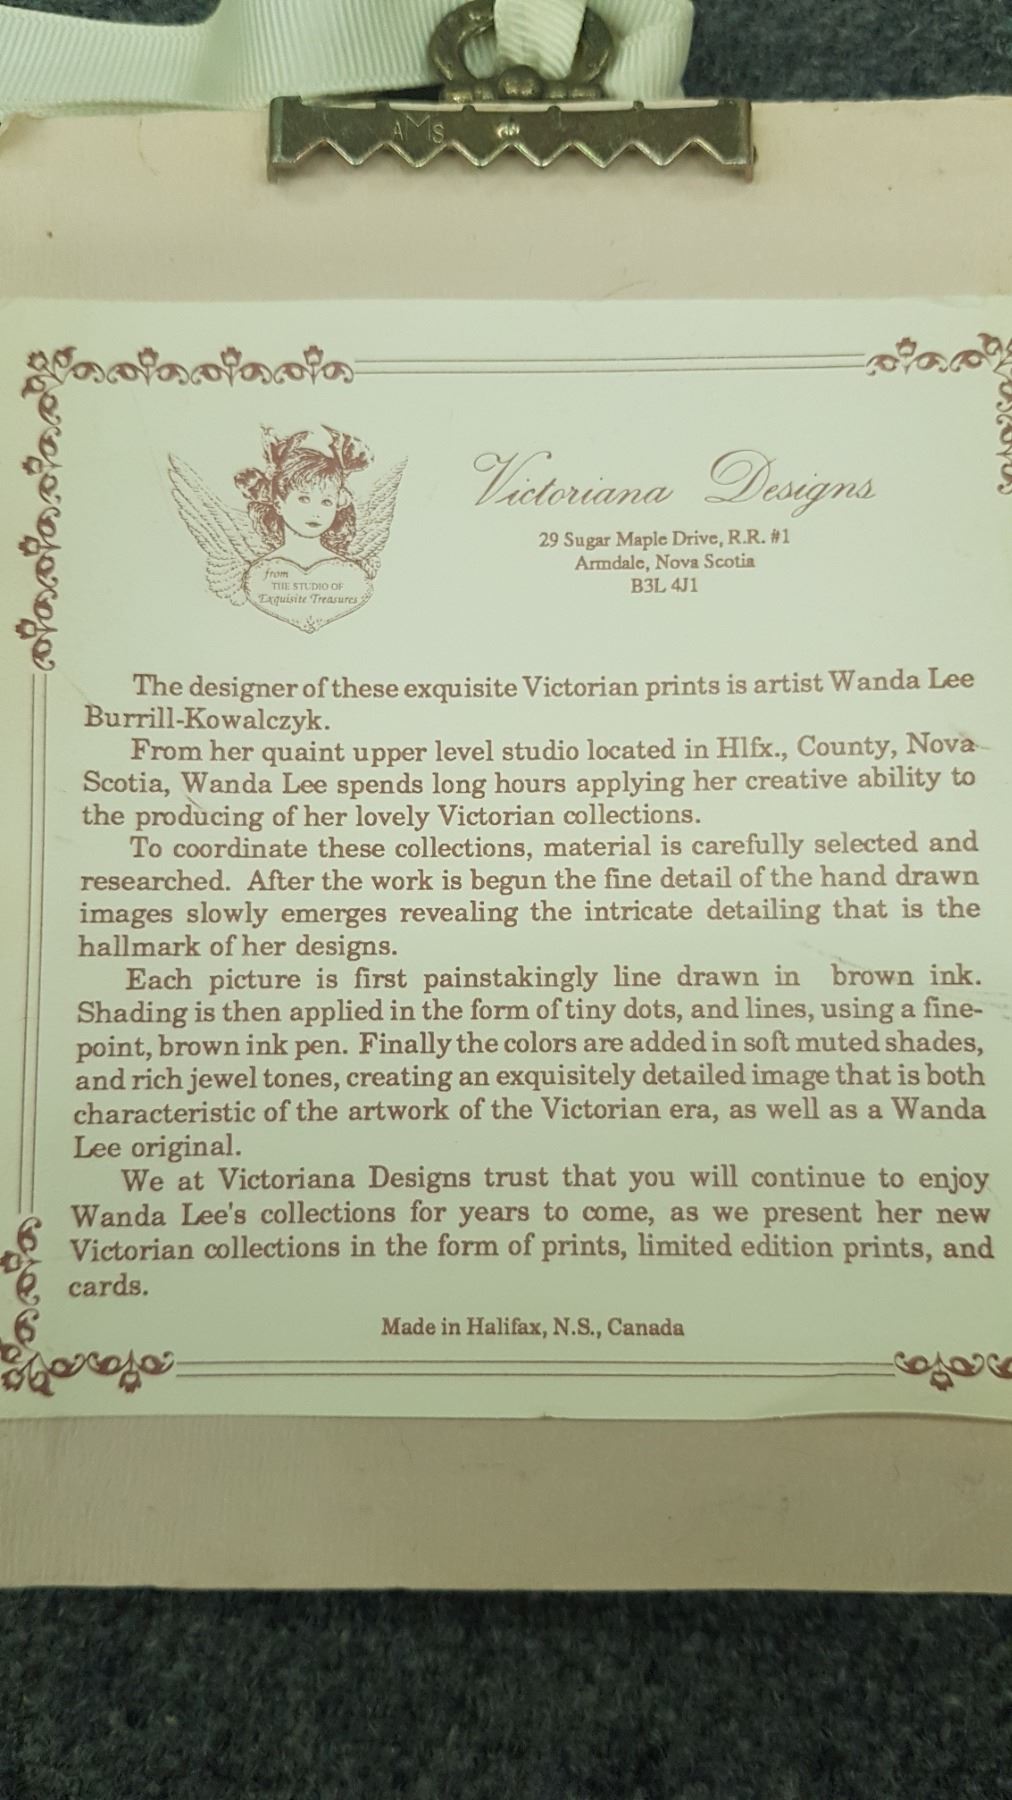 AMS
Victoriana Designs
29 Sugar Maple Drive, R.R. #1
Armdale, Nova Scotia
B3L 4J1
from
THE STUDIO OF
Exquisite Treasures
The designer of these exquisite Victorian prints is artist Wanda Lee
Burrill-Kowalczyk.
From her quaint upper level studio located in Hlfx., County, Nova
Scotia, Wanda Lee spends long hours applying her creative ability to
the producing of her lovely Victorian collections.
To coordinate these collections, material is carefully selected and
researched. After the work is begun the fine detail of the hand drawn
images slowly emerges revealing the intricate detailing that is the
hallmark of her designs.
Each picture is first painstakingly line drawn in brown ink.
Shading is then applied in the form of tiny dots, and lines, using a fine-
point, brown ink pen. Finally the colors are added in soft muted shades,
and rich jewel tones, creating an exquisitely detailed image that is both
characteristic of the artwork of the Victorian era, as well as a Wanda
Lee original.
We at Victoriana Designs trust that you will continue to enjoy
Wanda Lee's collections for years to come, as we present her new
Victorian collections in the form of prints, limited edition prints, and
cards.
Made in Halifax, N.S., Canada